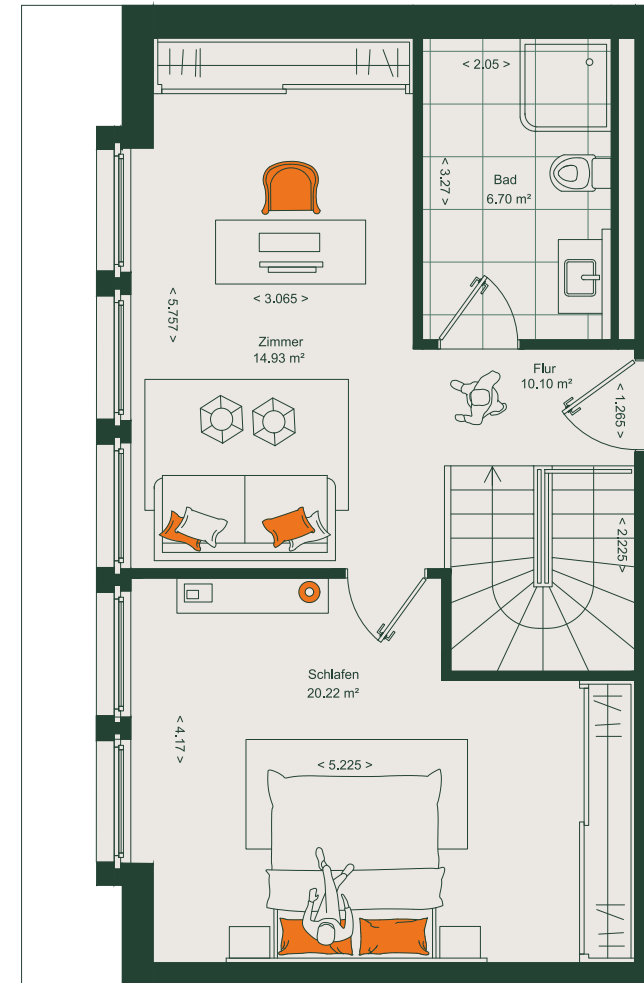 < 2.05 >
< 3.27 >
Bad
6.70 m²
< 5.757 >
< 3.065 >
Zimmer
14.93 m²
Flur
10.10 m²
< 1.265 >
< 2.225 >
Schlafen
20.22 m²
< 4.17 >
< 5.225 >